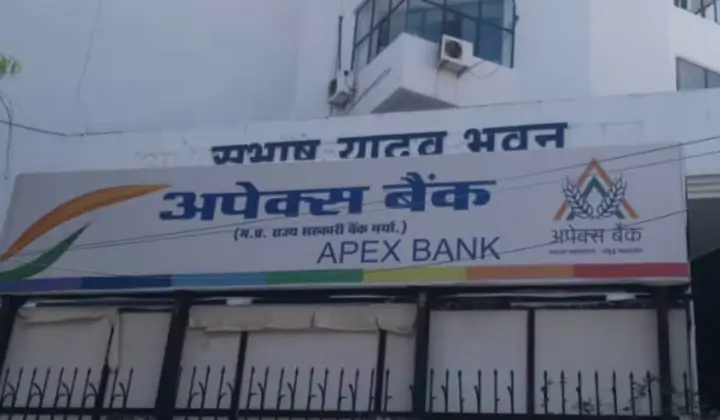 सुभाष यादव भवन
अपेक्स बैंक
(म.प्र. राज्य सहकारी बैंक मर्या.)
APEX BANK
अपेक्स बैंक